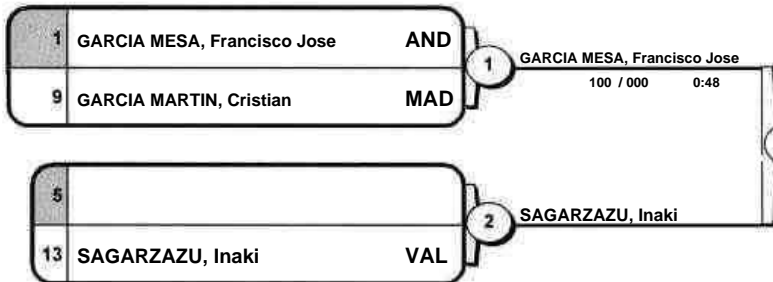 1 GARCIA MESA, Francisco Jose AND
1 GARCIA MESA, Francisco Jose
100 / 000 0:48
9 GARCIA MARTIN, Cristian MAD
5
2 SAGARZAZU, Inaki
13 SAGARZAZU, Inaki VAL